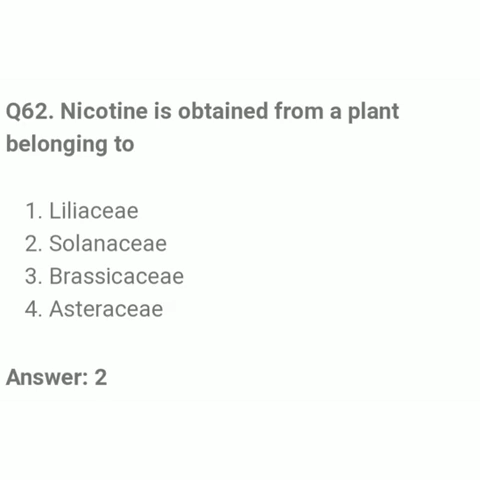 Q62. Nicotine is obtained from a plant
belonging to
1. Liliaceae
2. Solanaceae
3. Brassicaceae
4. Asteraceae
Answer: 2